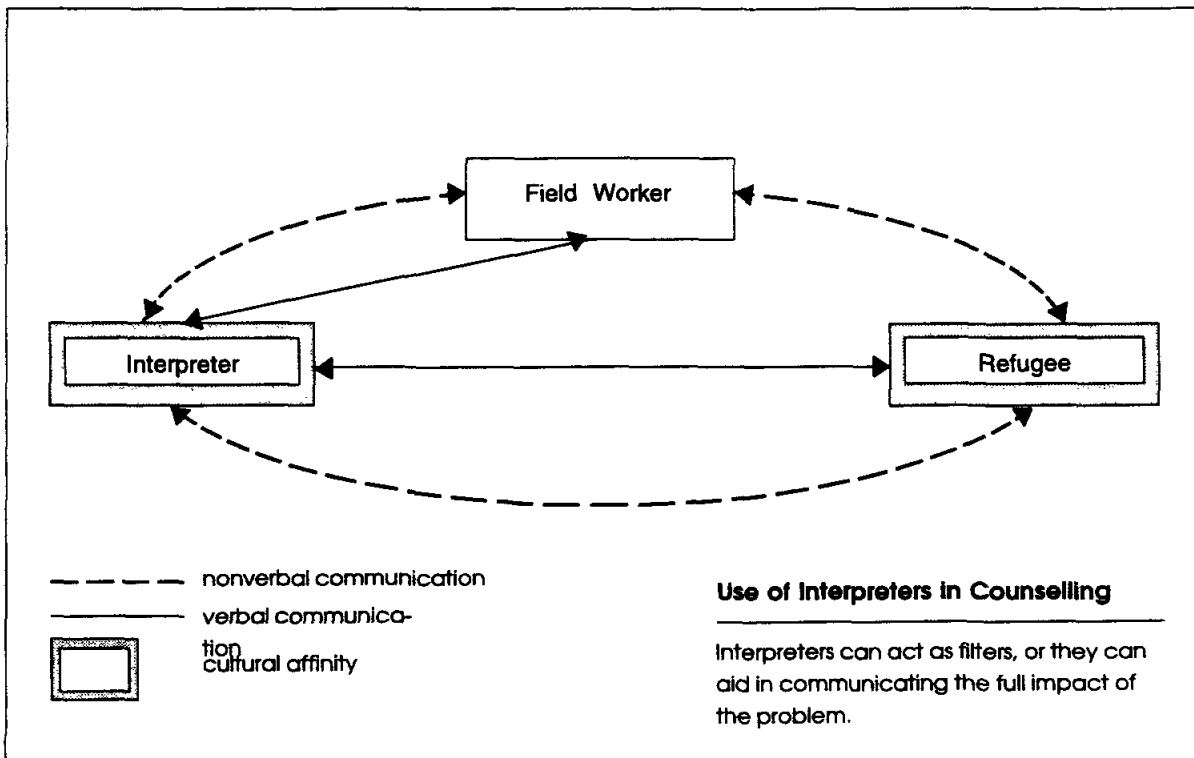 Field Worker
Interpreter
Refugee
nonverbal communication
verbal communica-
tion
cultural affinity
Use of Interpreters in Counselling
Interpreters can act as filters, or they can
aid in communicating the full impact of
the problem.